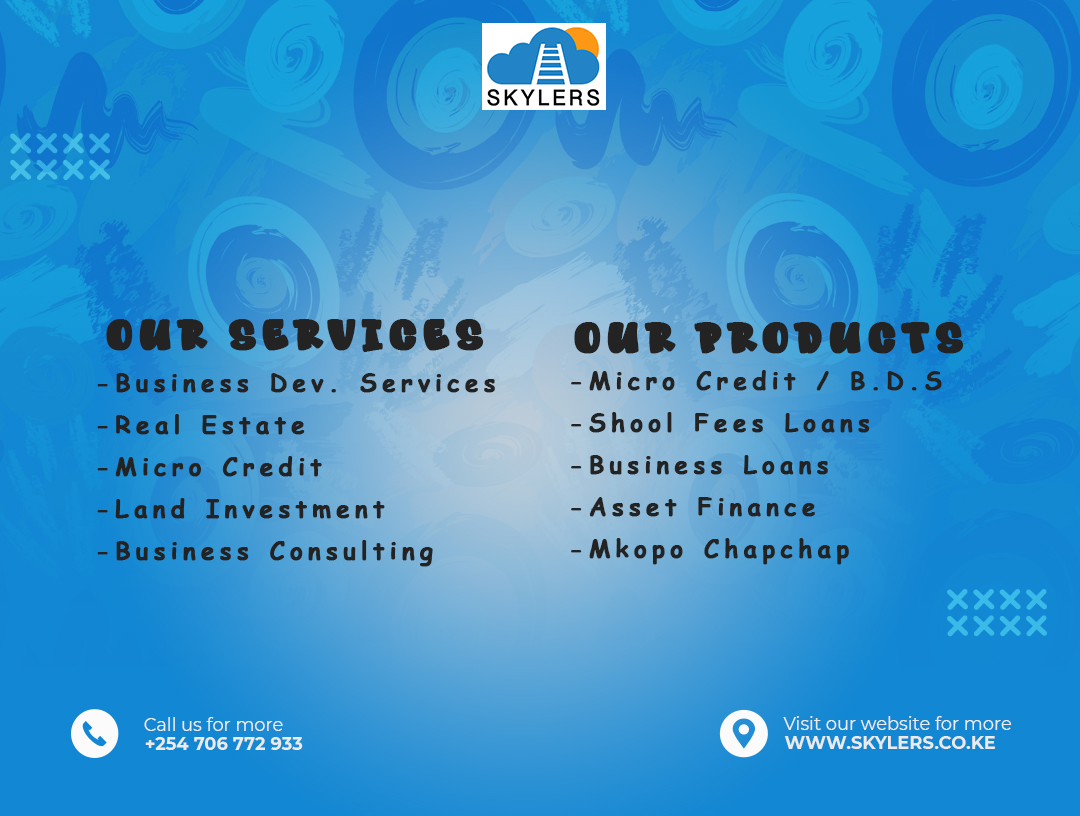 SKYLERS
OUR SERVICES
-Business Dev. Services
-Real Estate
-Micro Credit
-Land Investment
-Business Consulting
OUR PRODUCTS
-Micro Credit / B.D.S
-Shool Fees Loans
-Business Loans
-Asset Finance
-Mkopo Chapchap
Call us for more
+254 706 772 933
Visit our website for more
WWW.SKYLERS.CO.KE